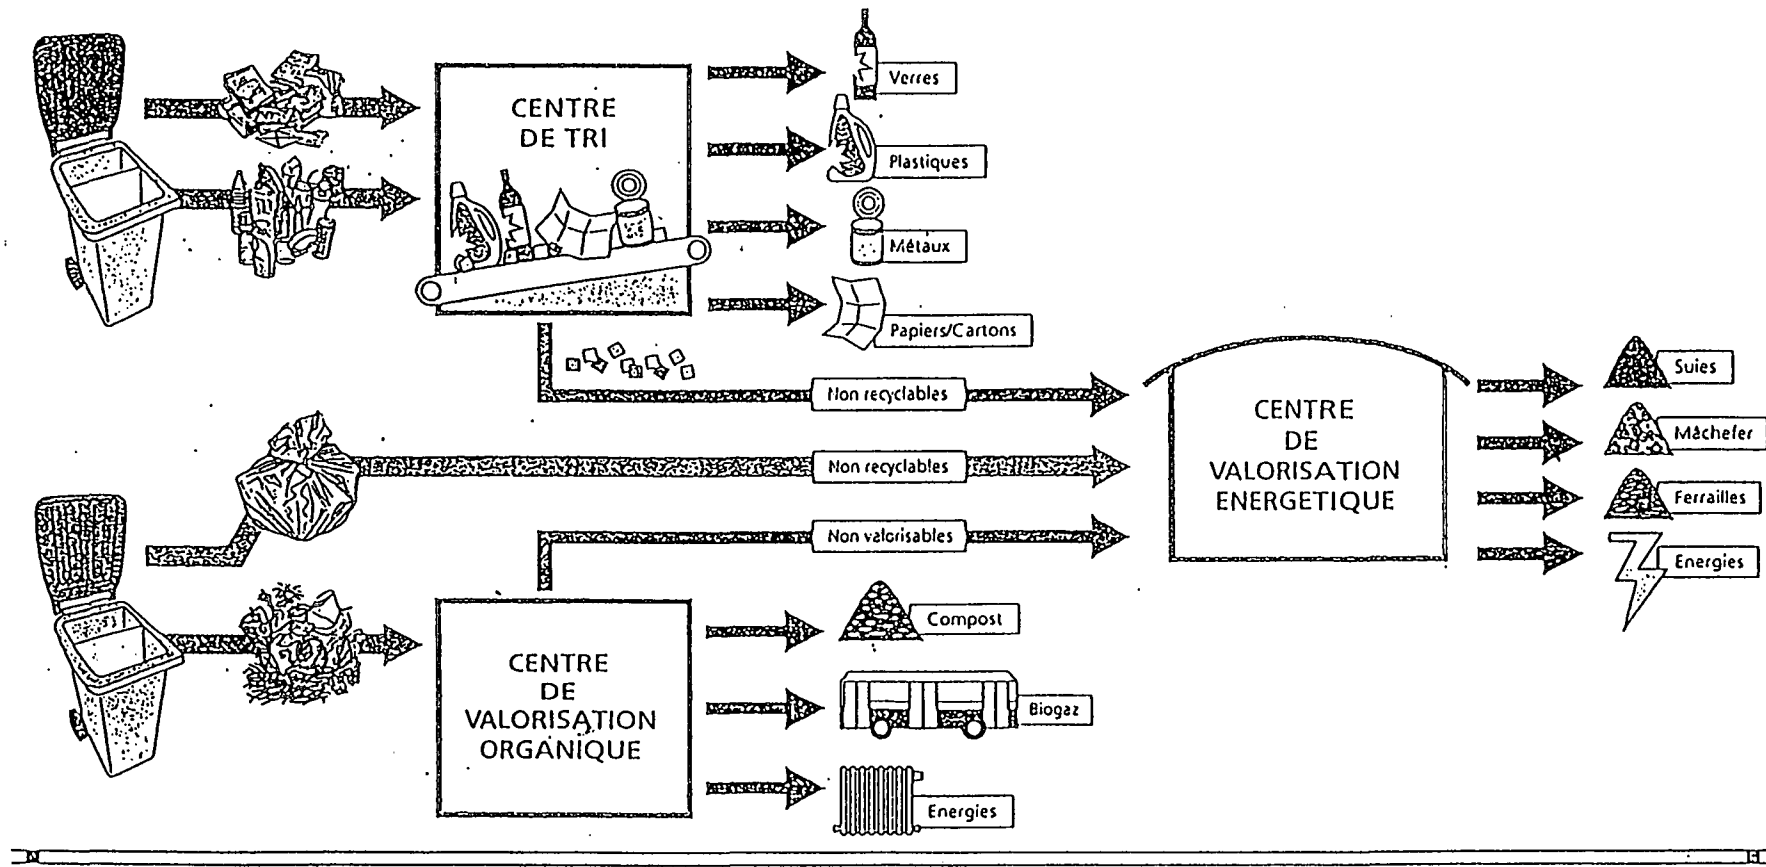 CENTRE
DE TRI
Verres
Plastiques
Métaux
Papiers/Cartons
Non recyclables
Non recyclables
Non valorisables
CENTRE
DE
VALORISATION
ENERGETIQUE
Suies
Mâchefer
Ferrailles
Energies
CENTRE
DE
VALORISATION
ORGANIQUE
Compost
Biogaz
Energies